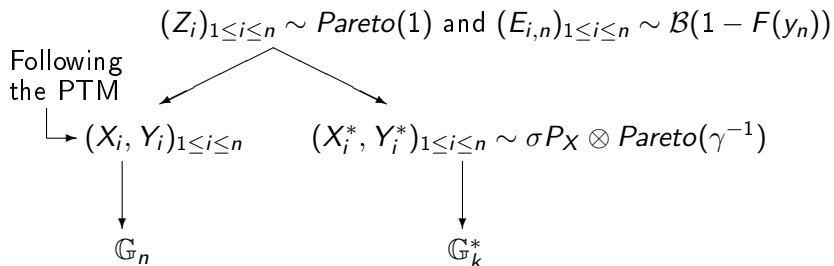 (Z_i)_{1≤i≤n} ∼ Pareto(1) and (E_{i,n})_{1≤i≤n} ∼ 𝓑(1 − F(y_n))
Following
the PTM
(X_i, Y_i)_{1≤i≤n} (X_i^*, Y_i^*)_{1≤i≤n} ∼ σP_X ⊗ Pareto(γ^{−1})
𝔾_n 𝔾_k^*